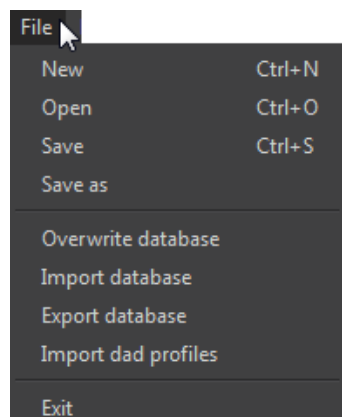 File
New Ctrl+N
Open Ctrl+O
Save Ctrl+S
Save as
Overwrite database
Import database
Export database
Import dad profiles
Exit